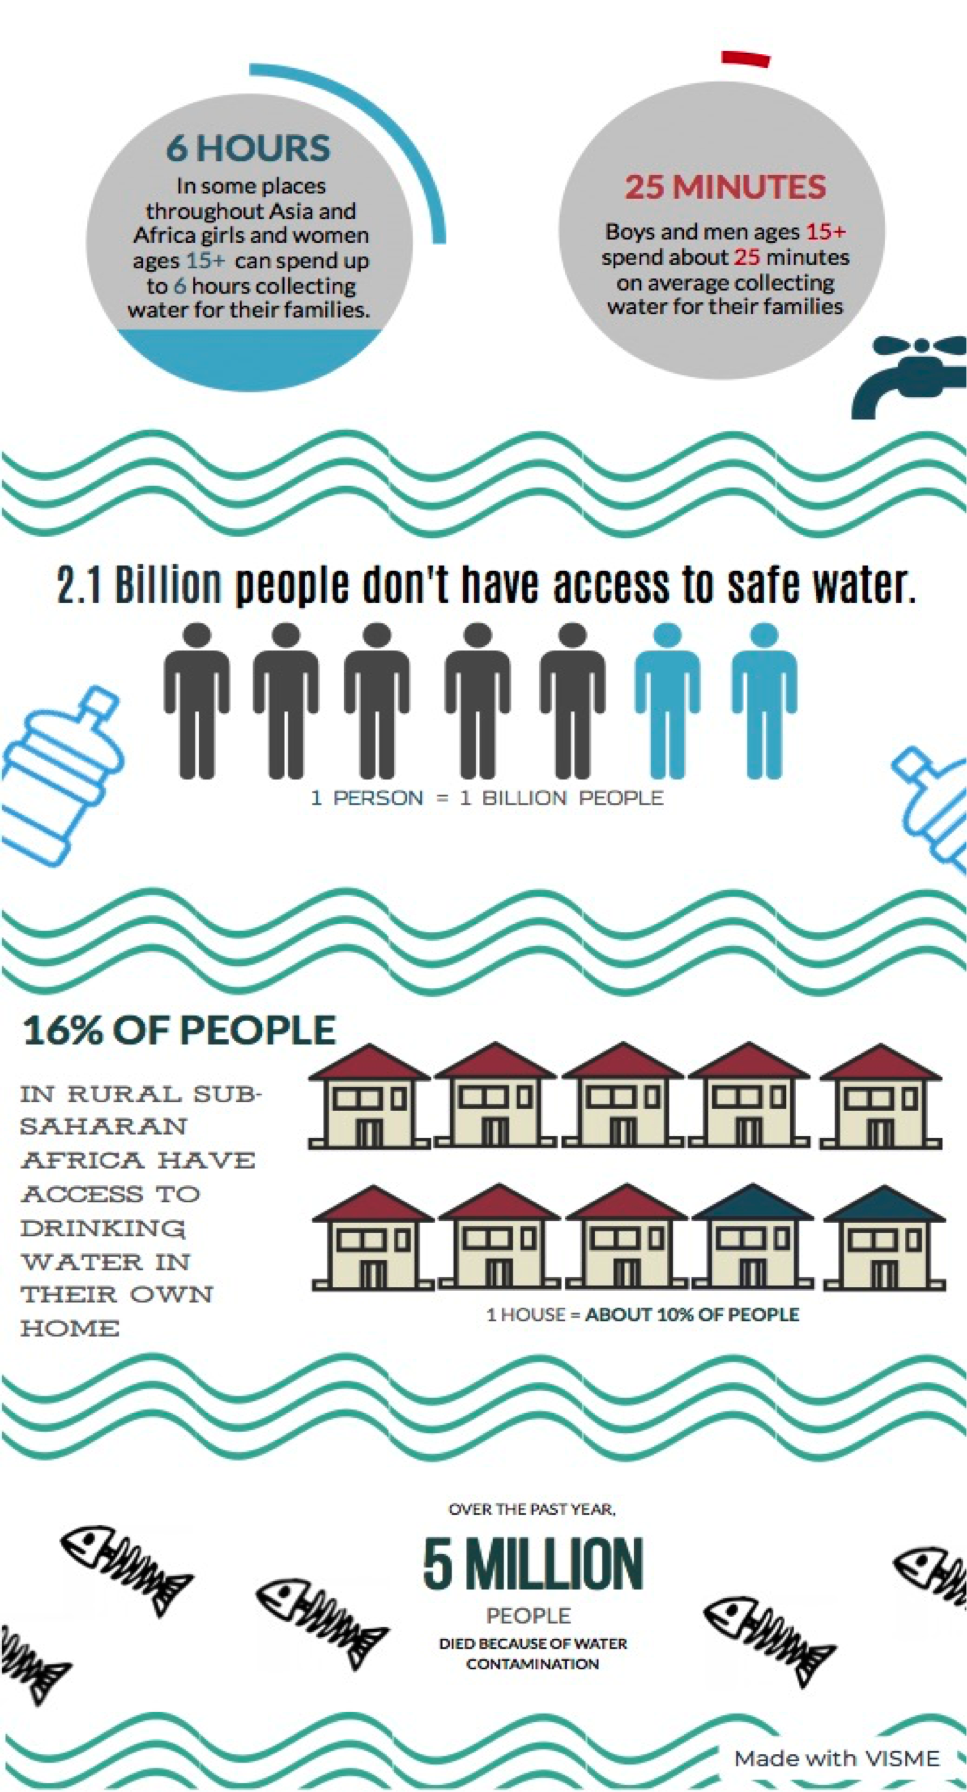 6 HOURS
In some places
throughout Asia and
Africa girls and women
ages 15+ can spend up
to 6 hours collecting
water for their families.
25 MINUTES
Boys and men ages 15+
spend about 25 minutes
on average collecting
water for their families
2.1 Billion people don't have access to safe water.
1 PERSON = 1 BILLION PEOPLE
16% OF PEOPLE
IN RURAL SUB-
SAHARAN
AFRICA HAVE
ACCESS TO
DRINKING
WATER IN
THEIR OWN
HOME
1 HOUSE = ABOUT 10% OF PEOPLE
OVER THE PAST YEAR,
5 MILLION
PEOPLE
DIED BECAUSE OF WATER
CONTAMINATION
Made with VISME